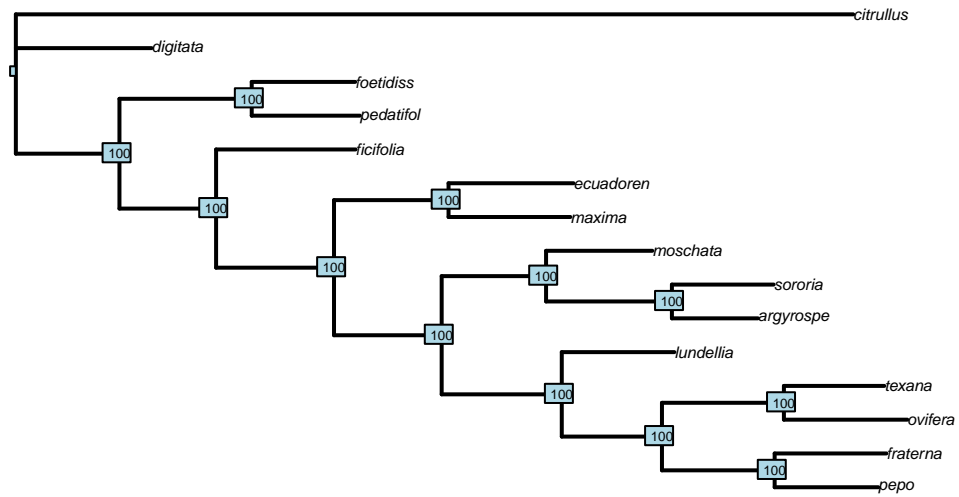 citrullus
digitata
foetidiss
100
pedatifol
ficifolia
100
ecuadoren
100
maxima
100
moschata
100
100
sororia
100
argyrospe
100
lundellia
texana
100
100
ovifera
100
fraterna
100
pepo